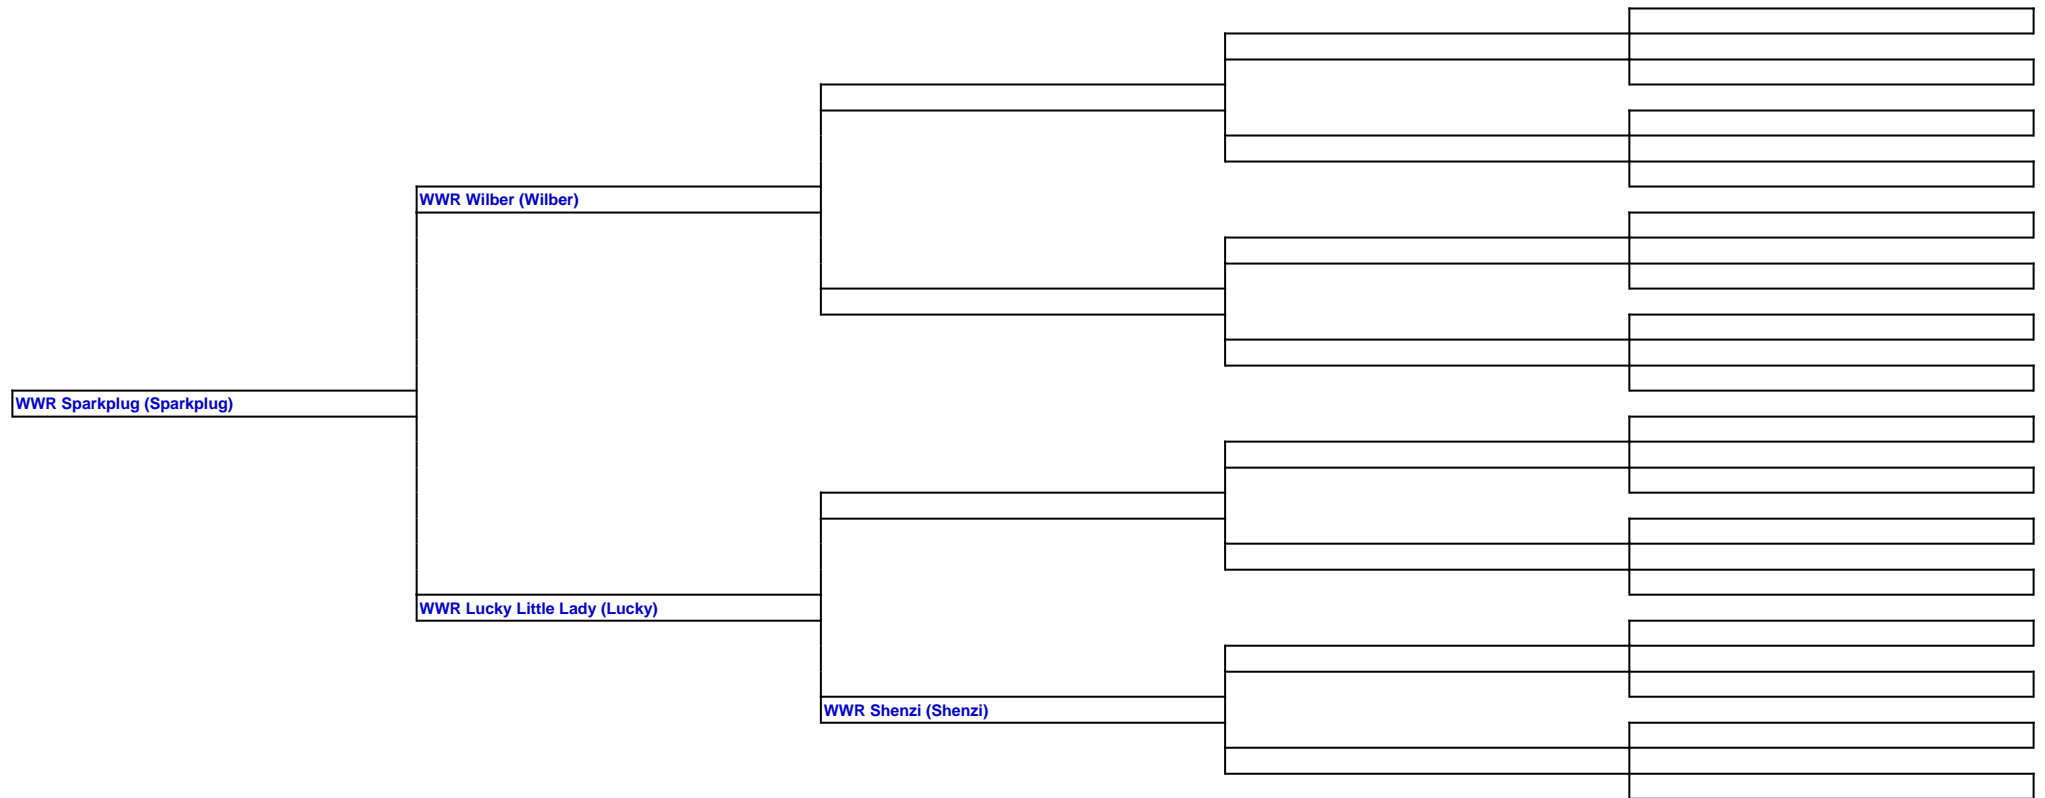 WWR Wilber (Wilber)
WWR Sparkplug (Sparkplug)
WWR Lucky Little Lady (Lucky)
WWR Shenzi (Shenzi)